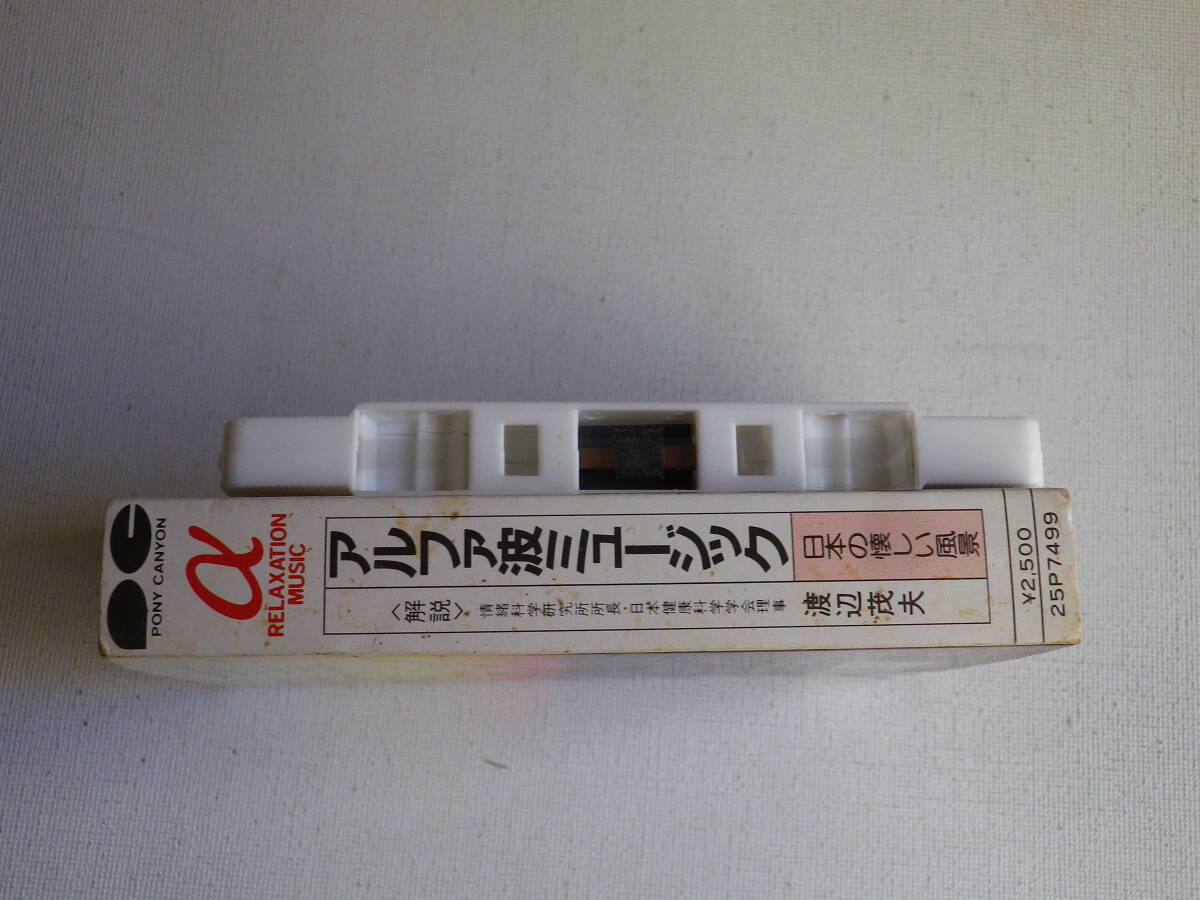 PONY CANYON
α
RELAXATION
MUSIC
アルファ波ミュージック
日本の懐しい風景
〈解説〉
情緒科学研究所所長・日本健康科学学会理事
渡辺茂夫
¥2,500
25P7499